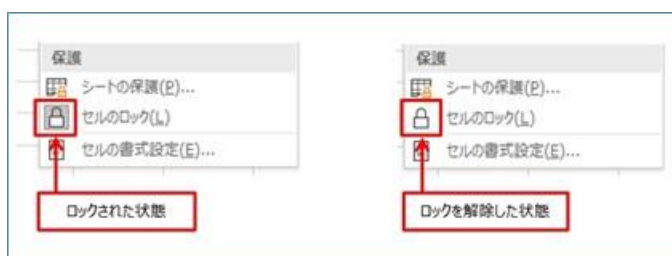 保護
シートの保護(P)...
セルのロック(L)
セルの書式設定(E)...
ロックされた状態
保護
シートの保護(P)...
セルのロック(L)
セルの書式設定(E)...
ロックを解除した状態